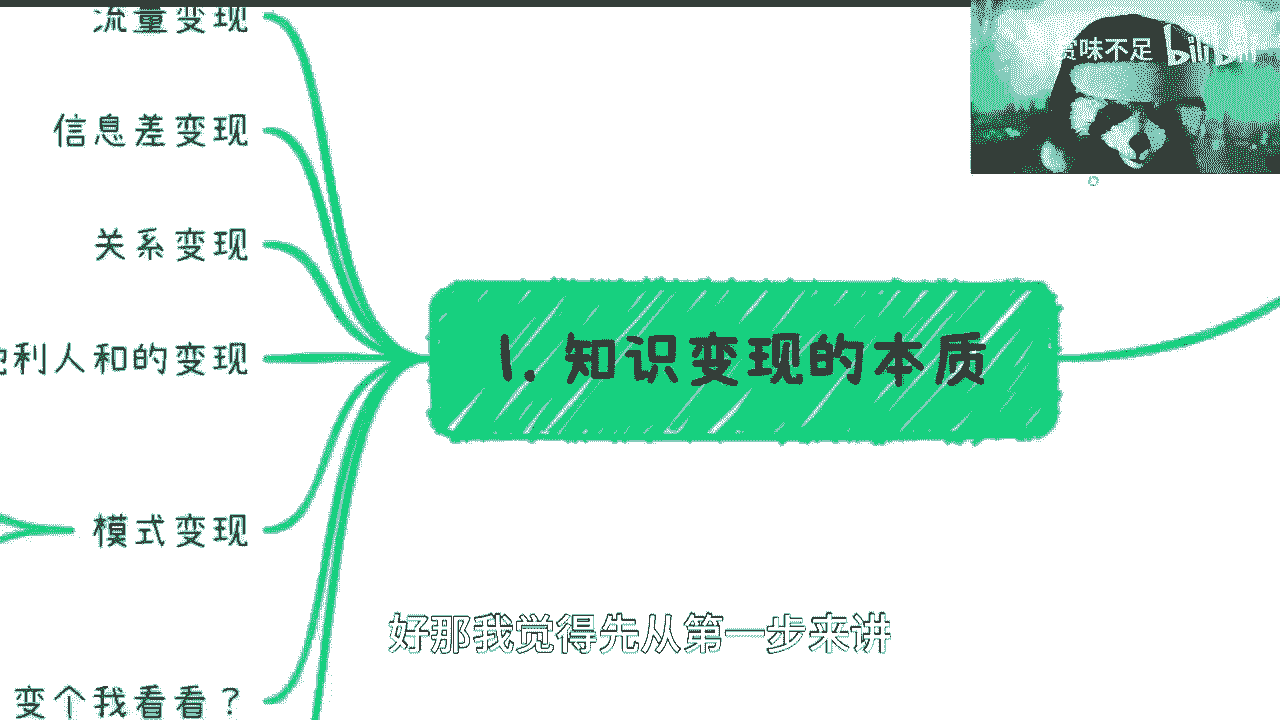 流量变现
赏味不足 bilibili
信息差变现
关系变现
地利人和的变现
1. 知识变现的本质
模式变现
好那我觉得先从第一步来讲
变个我看看？